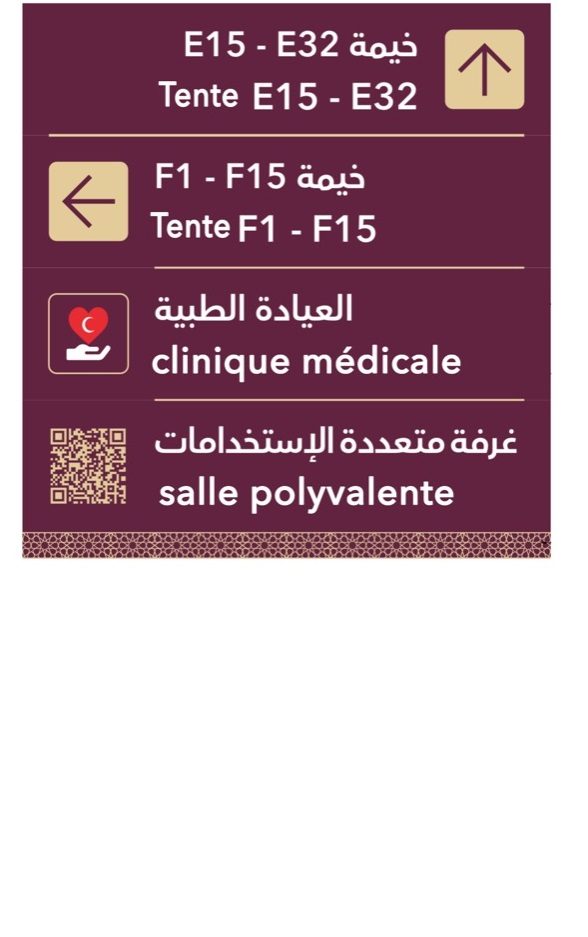 خيمة E15 - E32
Tente E15 - E32
خيمة F1 - F15
Tente F1 - F15
العيادة الطبية
clinique médicale
غرفة متعددة الإستخدامات
salle polyvalente